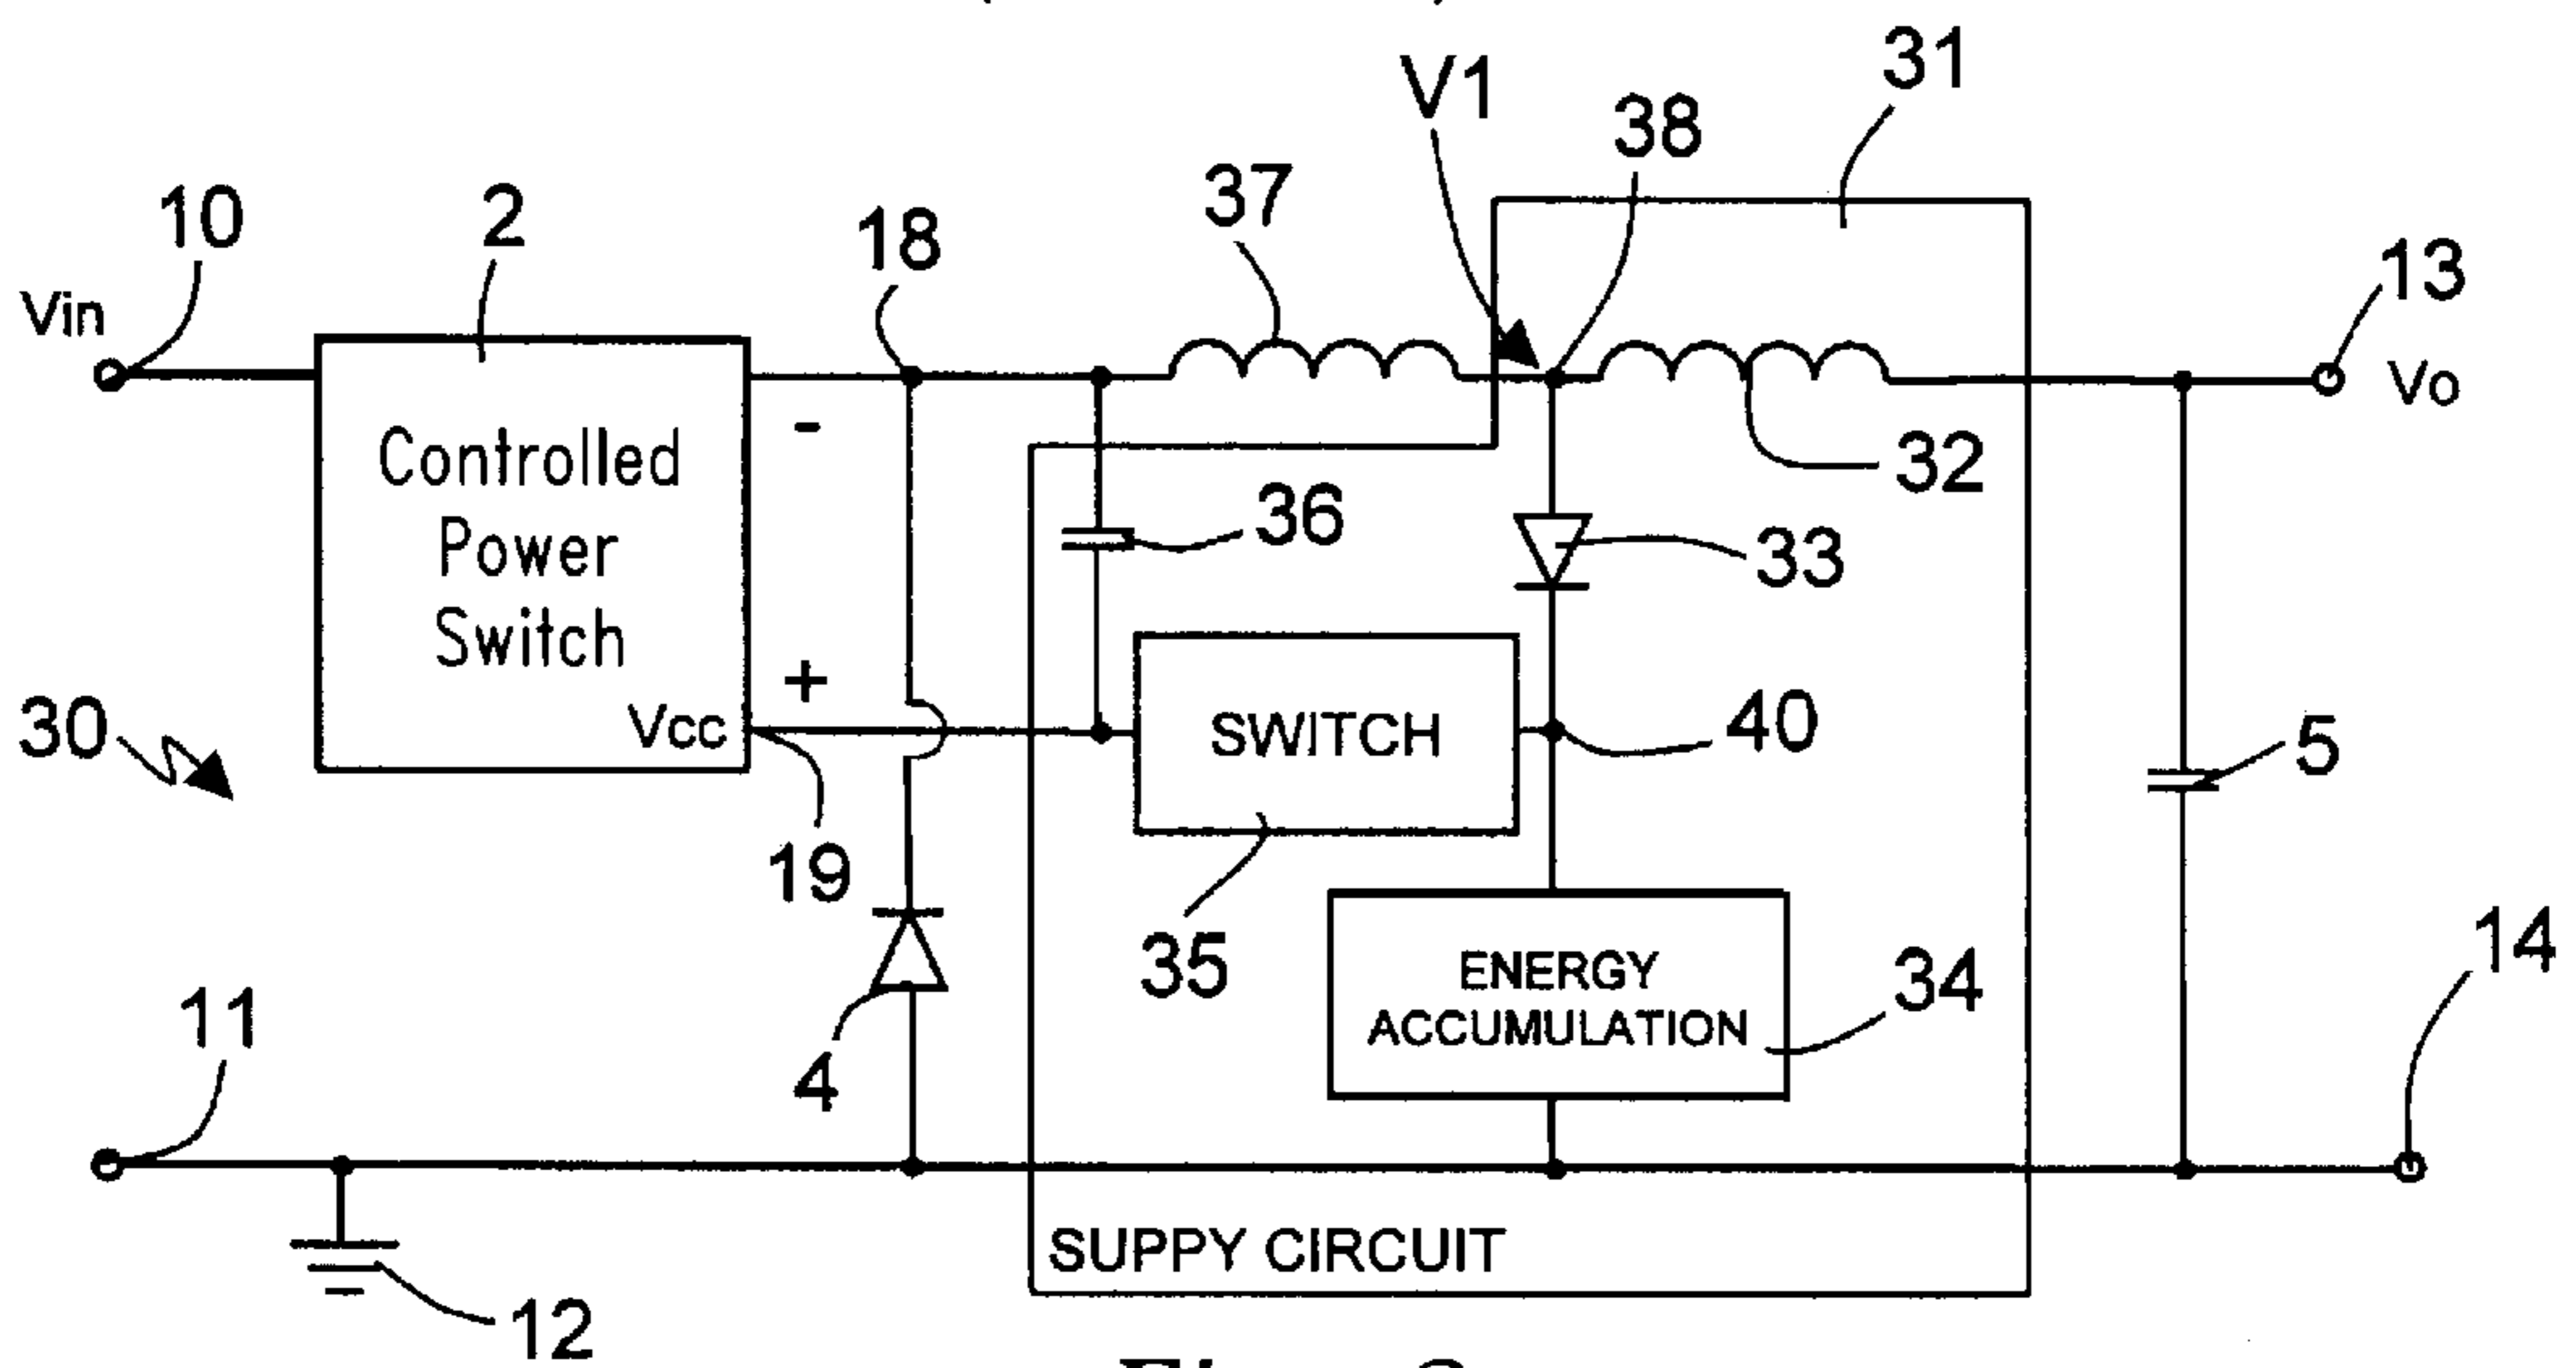 V1
38
31
37
10
2
18
13
Vin
Vo
-
Controlled
Power
Switch
36
32
33
+
Vcc
SWITCH
40
30
5
19
35
ENERGY
ACCUMULATION
34
14
11
4
SUPPY CIRCUIT
12